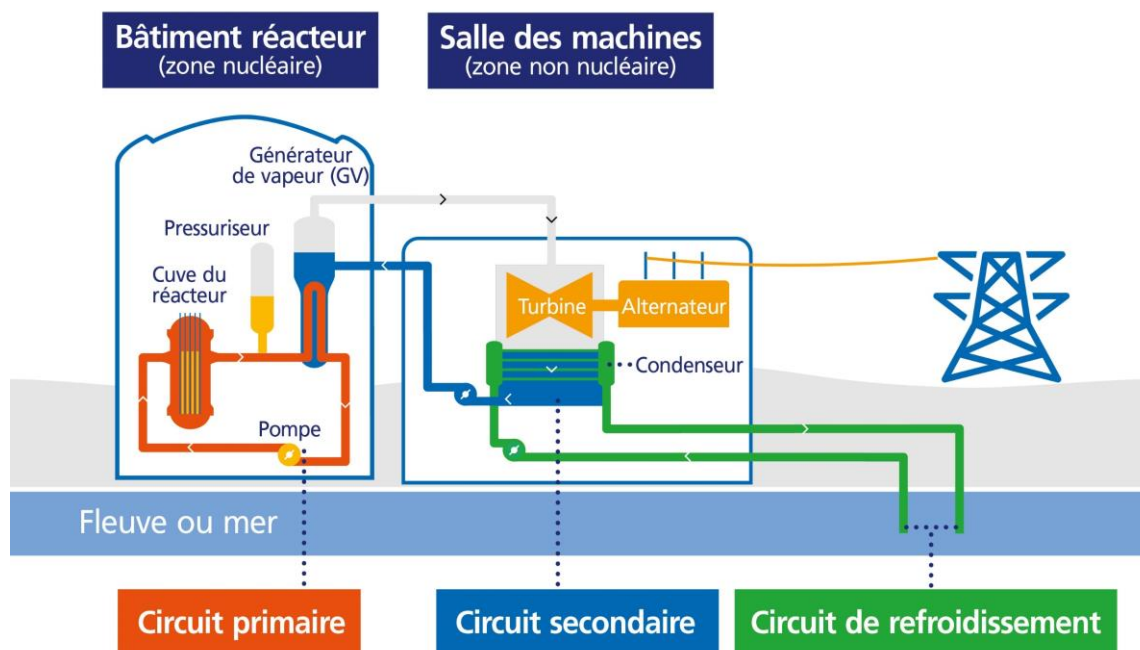 Bâtiment réacteur
(zone nucléaire)
Salle des machines
(zone non nucléaire)
Générateur
de vapeur (GV)
Pressuriseur
Cuve du
réacteur
Turbine
Alternateur
Condenseur
Pompe
Fleuve ou mer
Circuit primaire
Circuit secondaire
Circuit de refroidissement